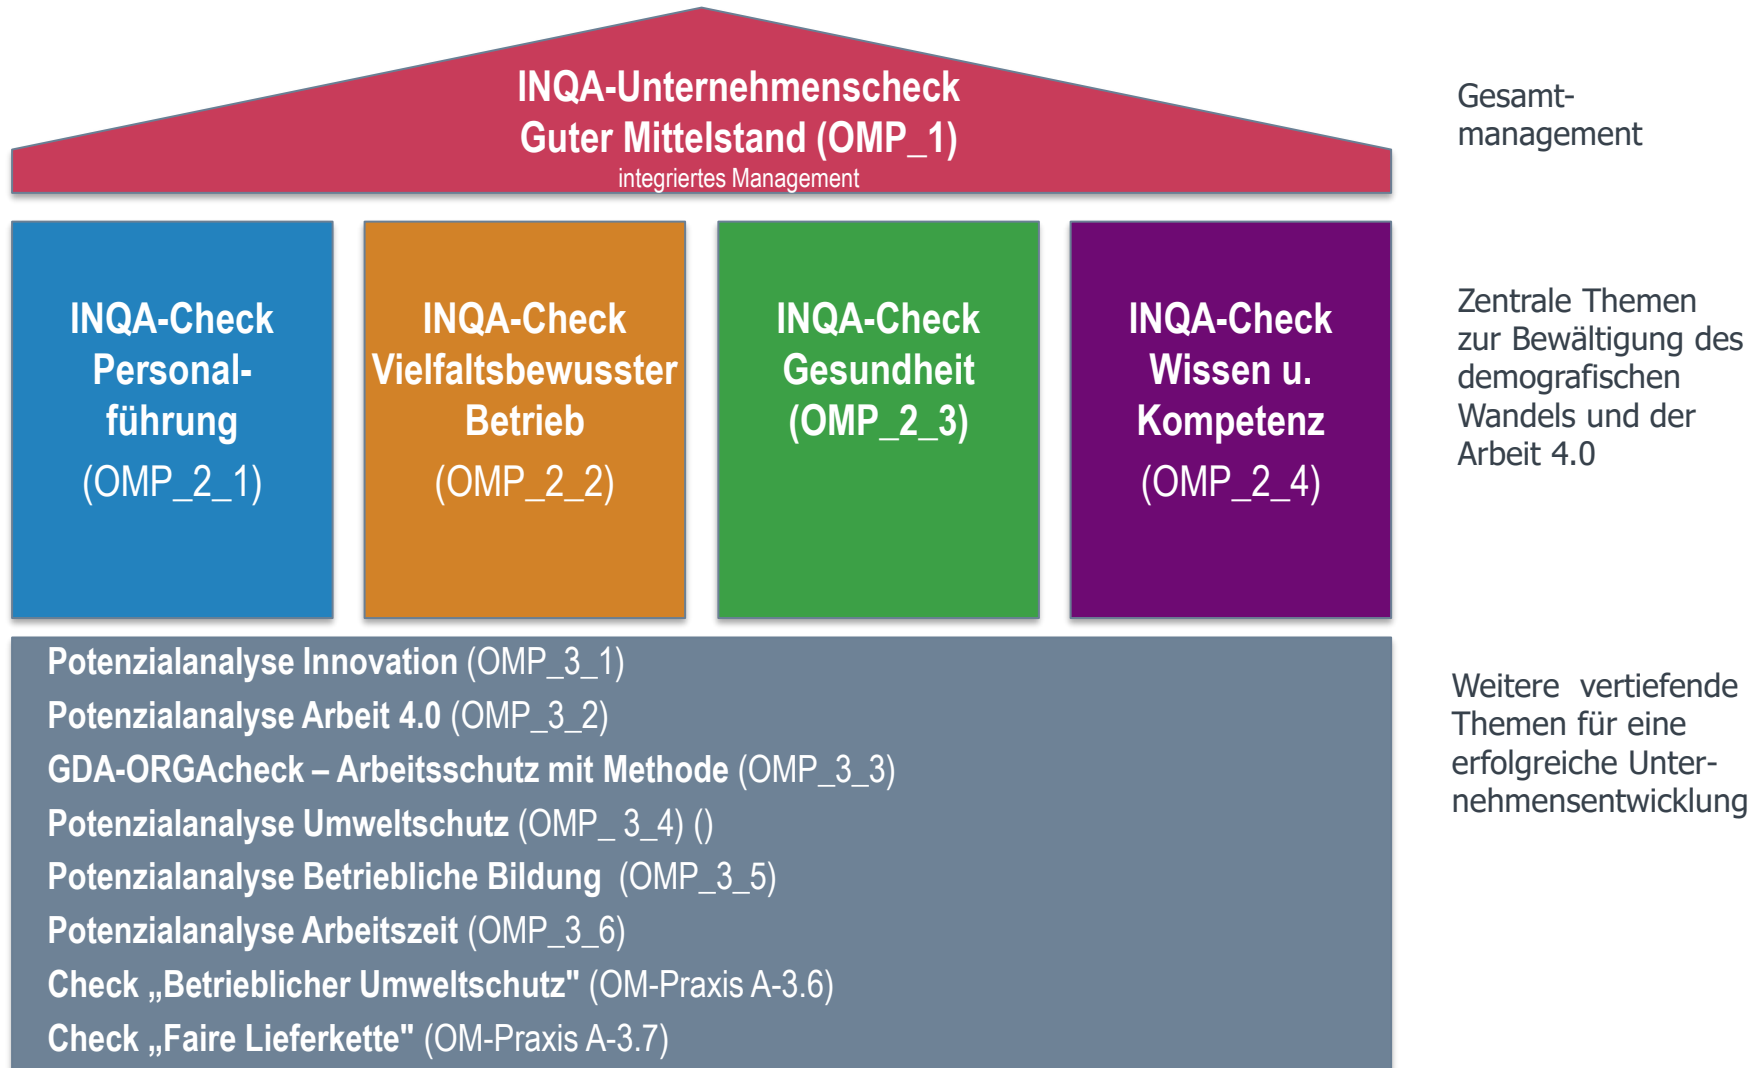 INQA-Unternehmenscheck
Guter Mittelstand (OMP_1)
integriertes Management
Gesamt-
management
INQA-Check
Personal-
führung
(OMP_2_1)
INQA-Check
Vielfaltsbewusster
Betrieb
(OMP_2_2)
INQA-Check
Gesundheit
(OMP_2_3)
INQA-Check
Wissen u.
Kompetenz
(OMP_2_4)
Zentrale Themen
zur Bewältigung des
demografischen
Wandels und der
Arbeit 4.0
Potenzialanalyse Innovation (OMP_3_1)
Potenzialanalyse Arbeit 4.0 (OMP_3_2)
GDA-ORGAcheck – Arbeitsschutz mit Methode (OMP_3_3)
Potenzialanalyse Umweltschutz (OMP_ 3_4) ()
Potenzialanalyse Betriebliche Bildung  (OMP_3_5)
Potenzialanalyse Arbeitszeit (OMP_3_6)
Check „Betrieblicher Umweltschutz" (OM-Praxis A-3.6)
Check „Faire Lieferkette" (OM-Praxis A-3.7)
Weitere  vertiefende
Themen für eine
erfolgreiche Unter-
nehmensentwicklung